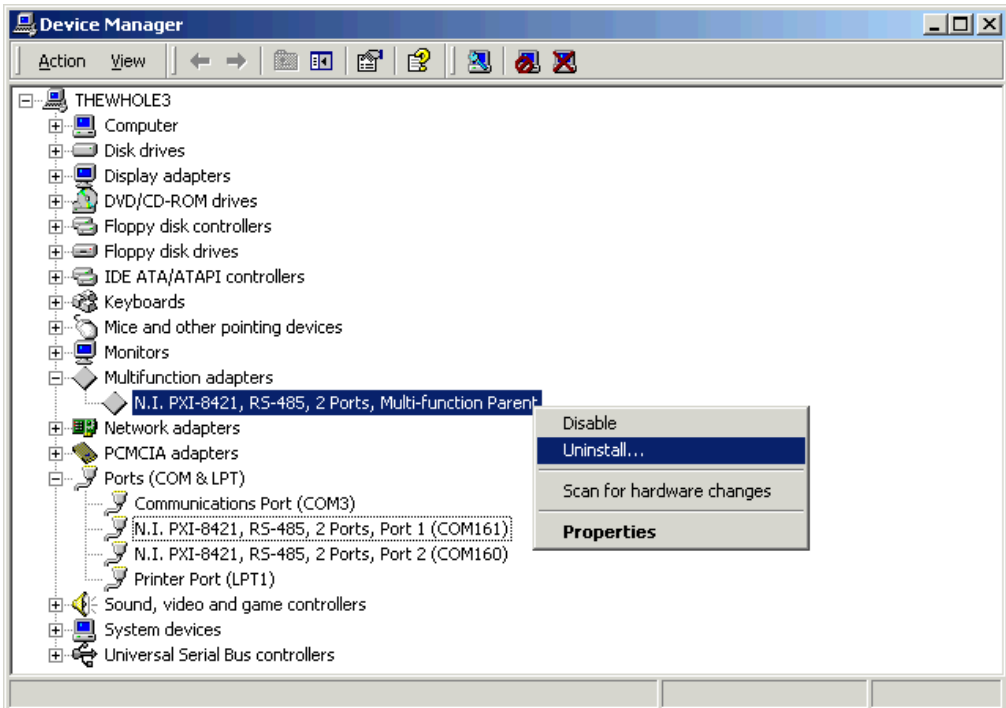 Device Manager
Action View
THEWHOLE3
Computer
Disk drives
Display adapters
DVD/CD-ROM drives
Floppy disk controllers
Floppy disk drives
IDE ATA/ATAPI controllers
Keyboards
Mice and other pointing devices
Monitors
Multifunction adapters
N.I. PXI-8421, RS-485, 2 Ports, Multi-function Parent
Network adapters
PCMCIA adapters
Ports (COM & LPT)
Communications Port (COM3)
N.I. PXI-8421, RS-485, 2 Ports, Port 1 (COM161)
N.I. PXI-8421, RS-485, 2 Ports, Port 2 (COM160)
Printer Port (LPT1)
Sound, video and game controllers
System devices
Universal Serial Bus controllers
Disable
Uninstall...
Scan for hardware changes
Properties